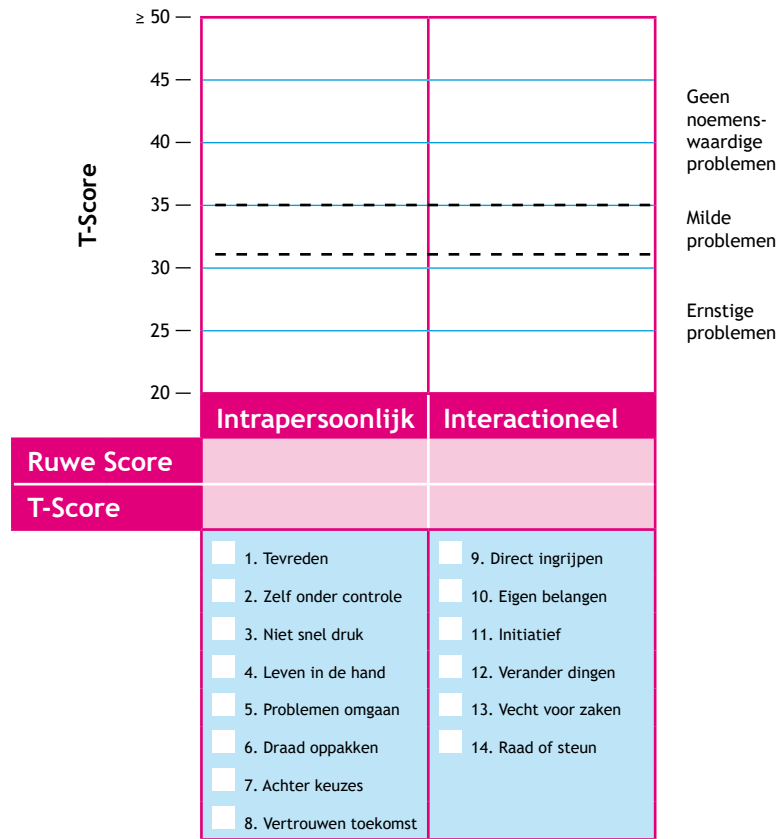 ≥ 50
45
40
35
30
25
20
T-Score
Geen
noemens-
waardige
problemen
Milde
problemen
Ernstige
problemen
Intrapersoonlijk Interactioneel
Ruwe Score
T-Score
1. Tevreden
2. Zelf onder controle
3. Niet snel druk
4. Leven in de hand
5. Problemen omgaan
6. Draad oppakken
7. Achter keuzes
8. Vertrouwen toekomst
9. Direct ingrijpen
10. Eigen belangen
11. Initiatief
12. Verander dingen
13. Vecht voor zaken
14. Raad of steun